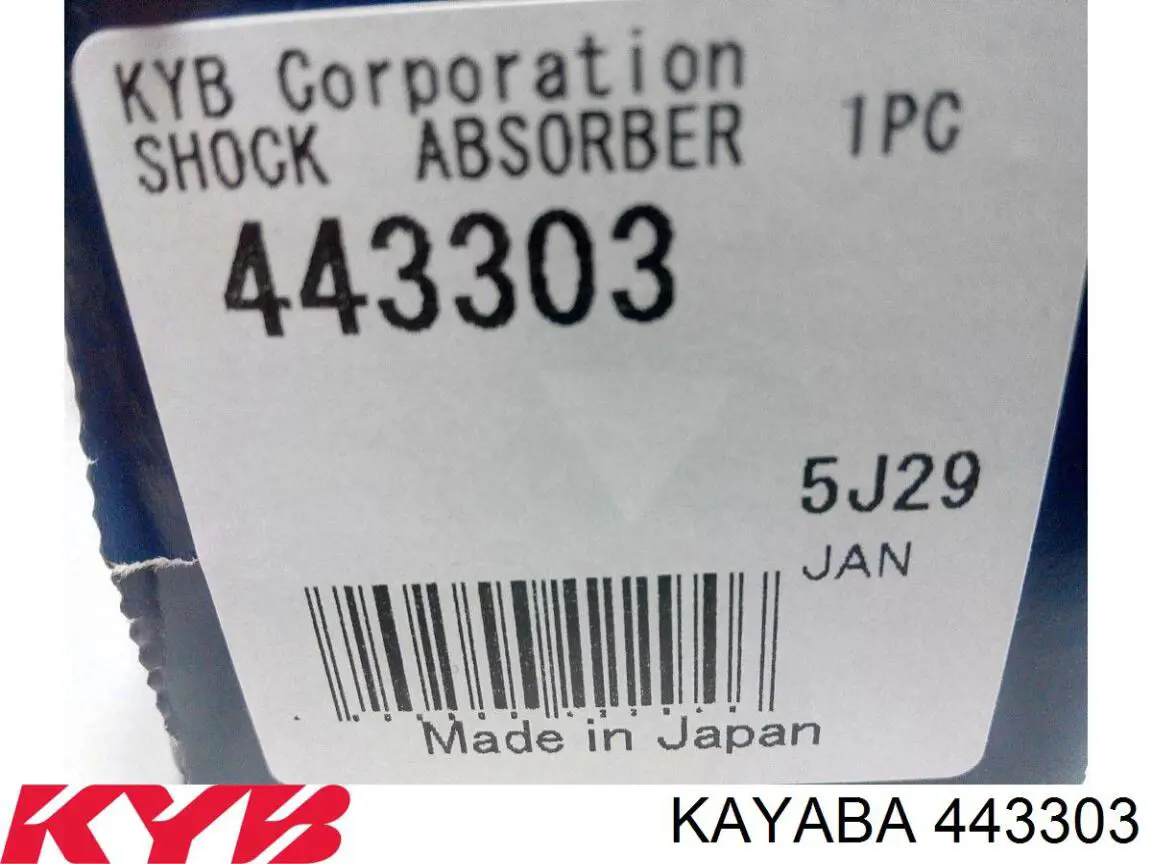 KYB Corporation
SHOCK ABSORBER 1PC
443303
5J29
JAN
Made in Japan
KYB
KAYABA 443303